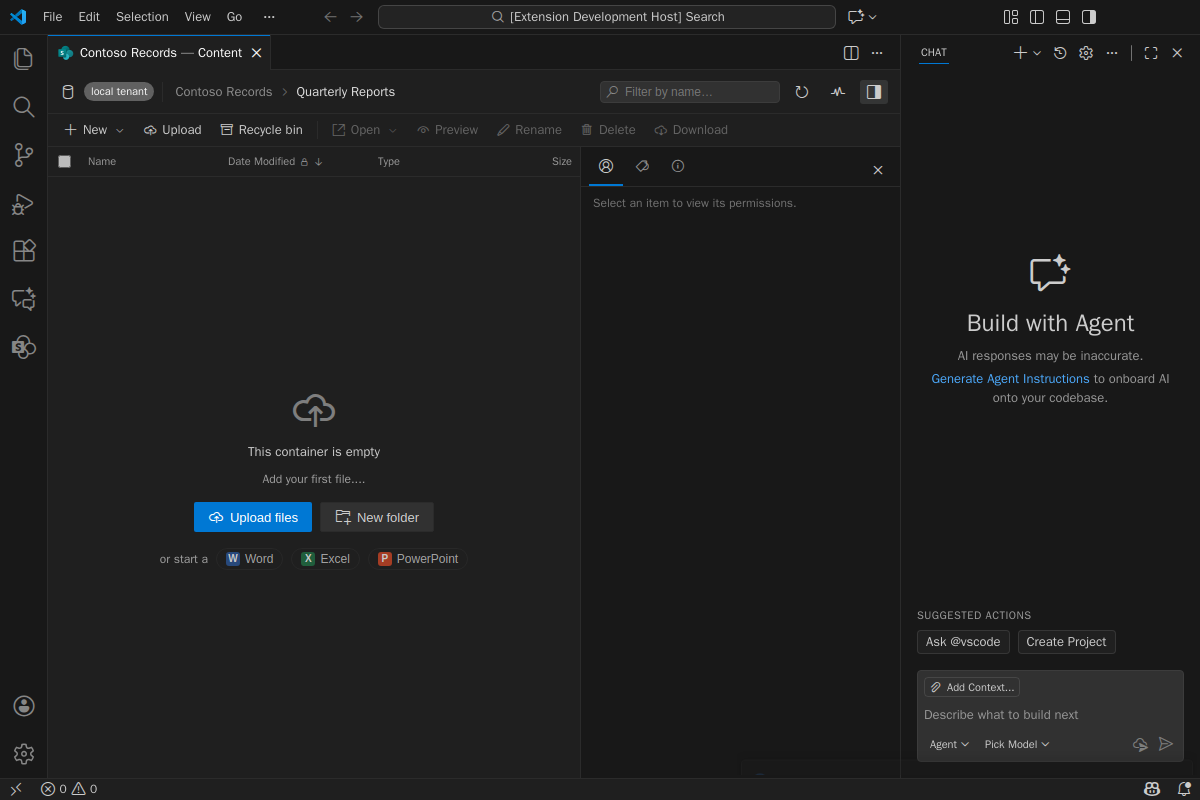 File Edit Selection View Go
[Extension Development Host] Search
Contoso Records — Content
CHAT
local tenant
Contoso Records
Quarterly Reports
Filter by name…
New
Upload
Recycle bin
Open
Preview
Rename
Delete
Download
Name
Date Modified
Type
Size
Select an item to view its permissions.
This container is empty
Add your first file....
Upload files
New folder
or start a
W Word
X Excel
P PowerPoint
Build with Agent
AI responses may be inaccurate.
Generate Agent Instructions to onboard AI
onto your codebase.
SUGGESTED ACTIONS
Ask @vscode
Create Project
Add Context...
Describe what to build next
Agent
Pick Model
0
0